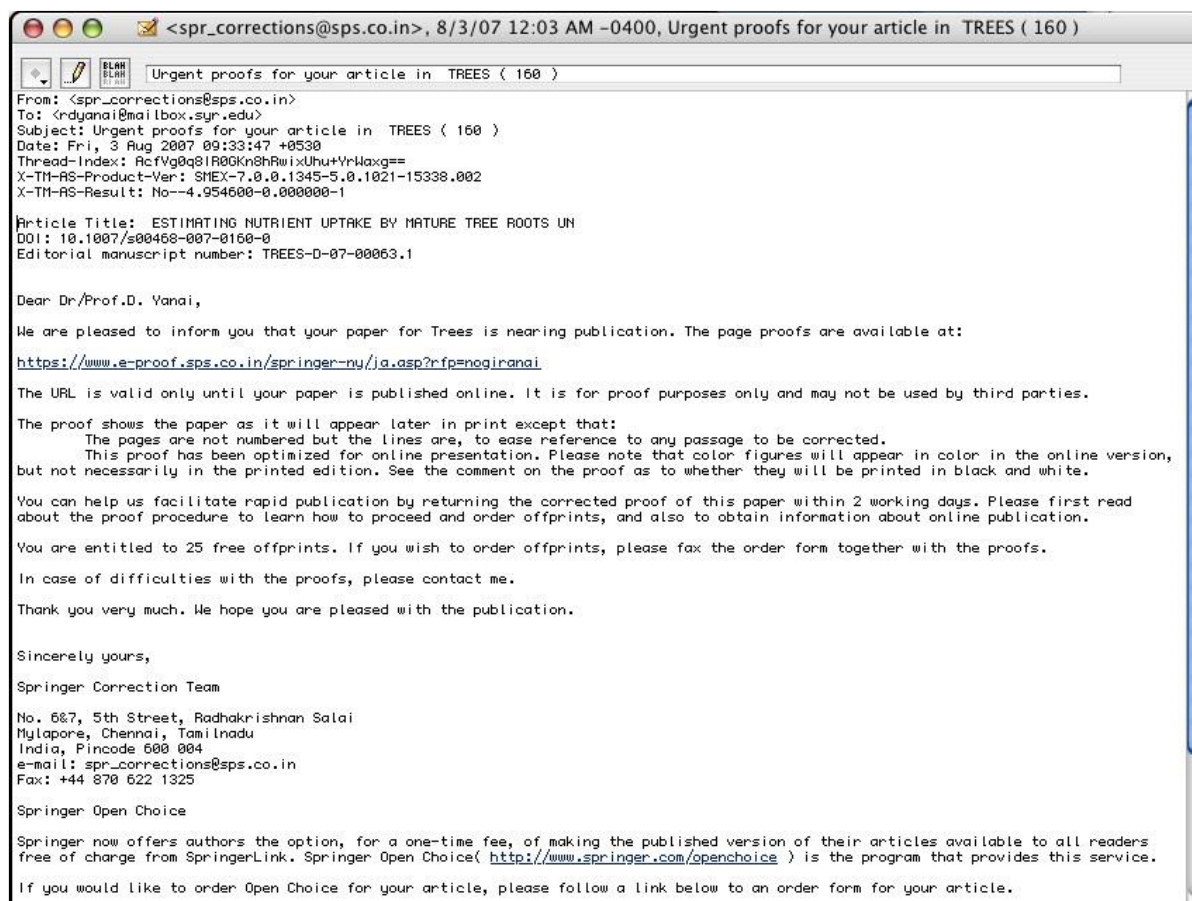 <spr_corrections@sps.co.in>, 8/3/07 12:03 AM -0400, Urgent proofs for your article in TREES ( 160 )
BLAH
BLAH
BLAH
Urgent proofs for your article in TREES ( 160 )
From: <spr_corrections@sps.co.in>
To: <rdyanai@mailbox.syr.edu>
Subject: Urgent proofs for your article in TREES ( 160 )
Date: Fri, 3 Aug 2007 09:33:47 +0530
Thread-Index: AcfVg0q8IR0GKn8hRwixUhu+YrWaxg==
X-TM-AS-Product-Ver: SMEX-7.0.0.1345-5.0.1021-15338.002
X-TM-AS-Result: No--4.954600-0.000000-1
Article Title: ESTIMATING NUTRIENT UPTAKE BY MATURE TREE ROOTS UN
DOI: 10.1007/s00468-007-0160-0
Editorial manuscript number: TREES-D-07-00063.1
Dear Dr/Prof.D. Yanai,
We are pleased to inform you that your paper for Trees is nearing publication. The page proofs are available at:
https://www.e-proof.sps.co.in/springer-ny/ja.asp?rfp=nogiranai
The URL is valid only until your paper is published online. It is for proof purposes only and may not be used by third parties.
The proof shows the paper as it will appear later in print except that:
The pages are not numbered but the lines are, to ease reference to any passage to be corrected.
This proof has been optimized for online presentation. Please note that color figures will appear in color in the online version,
but not necessarily in the printed edition. See the comment on the proof as to whether they will be printed in black and white.
You can help us facilitate rapid publication by returning the corrected proof of this paper within 2 working days. Please first read
about the proof procedure to learn how to proceed and order offprints, and also to obtain information about online publication.
You are entitled to 25 free offprints. If you wish to order offprints, please fax the order form together with the proofs.
In case of difficulties with the proofs, please contact me.
Thank you very much. We hope you are pleased with the publication.
Sincerely yours,
Springer Correction Team
No. 6&7, 5th Street, Radhakrishnan Salai
Mylapore, Chennai, Tamilnadu
India, Pincode 600 004
e-mail: spr_corrections@sps.co.in
Fax: +44 870 622 1325
Springer Open Choice
Springer now offers authors the option, for a one-time fee, of making the published version of their articles available to all readers
free of charge from SpringerLink. Springer Open Choice( http://www.springer.com/openchoice ) is the program that provides this service.
If you would like to order Open Choice for your article, please follow a link below to an order form for your article.